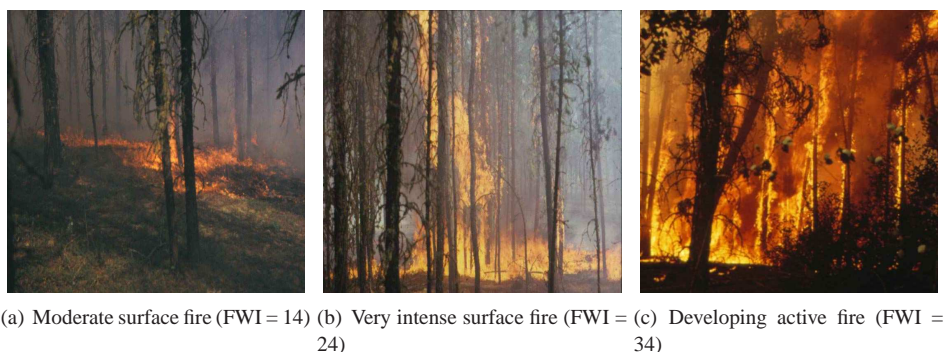 (a) Moderate surface fire (FWI = 14) (b) Very intense surface fire (FWI = (c) Developing active fire (FWI =
24) 34)